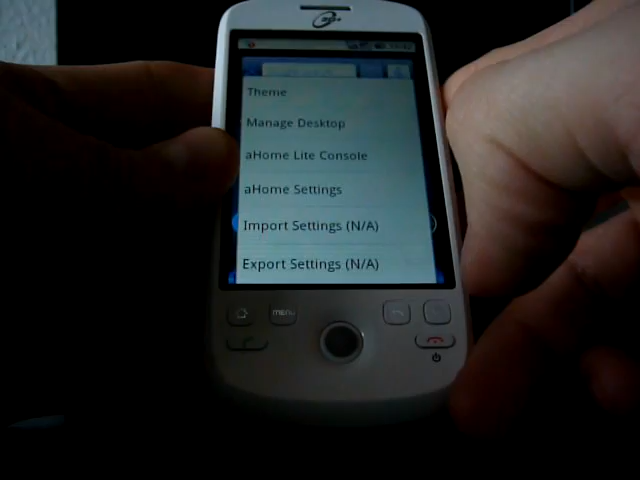 Theme
Manage Desktop
aHome Lite Console
aHome Settings
Import Settings (N/A)
Export Settings (N/A)
MENU